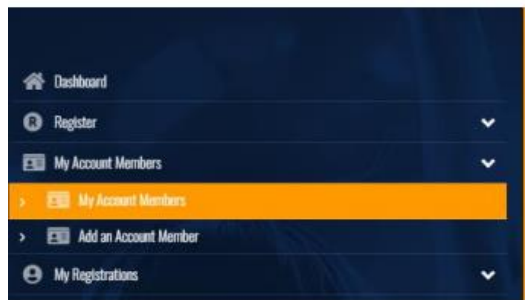 Dashboard
Register
My Account Members
My Account Members
Add an Account Member
My Registrations